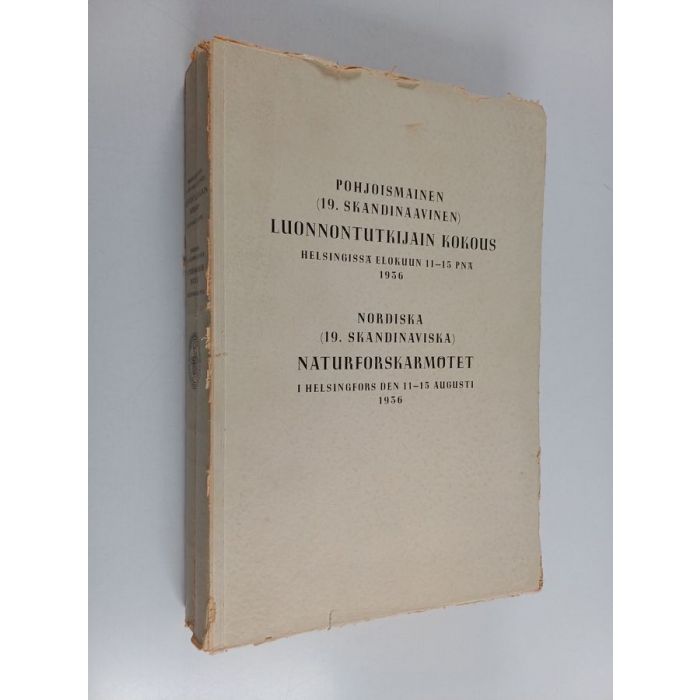 POHJOISMAINEN
(19. SKANDINAAVINEN)
LUONNONTUTKIJAIN KOKOUS
HELSINGISSÄ ELOKUUN 11–15 PNÄ
1936
NORDISKA
(19. SKANDINAVISKA)
NATURFORSKARMÖTET
I HELSINGFORS DEN 11–15 AUGUSTI
1936